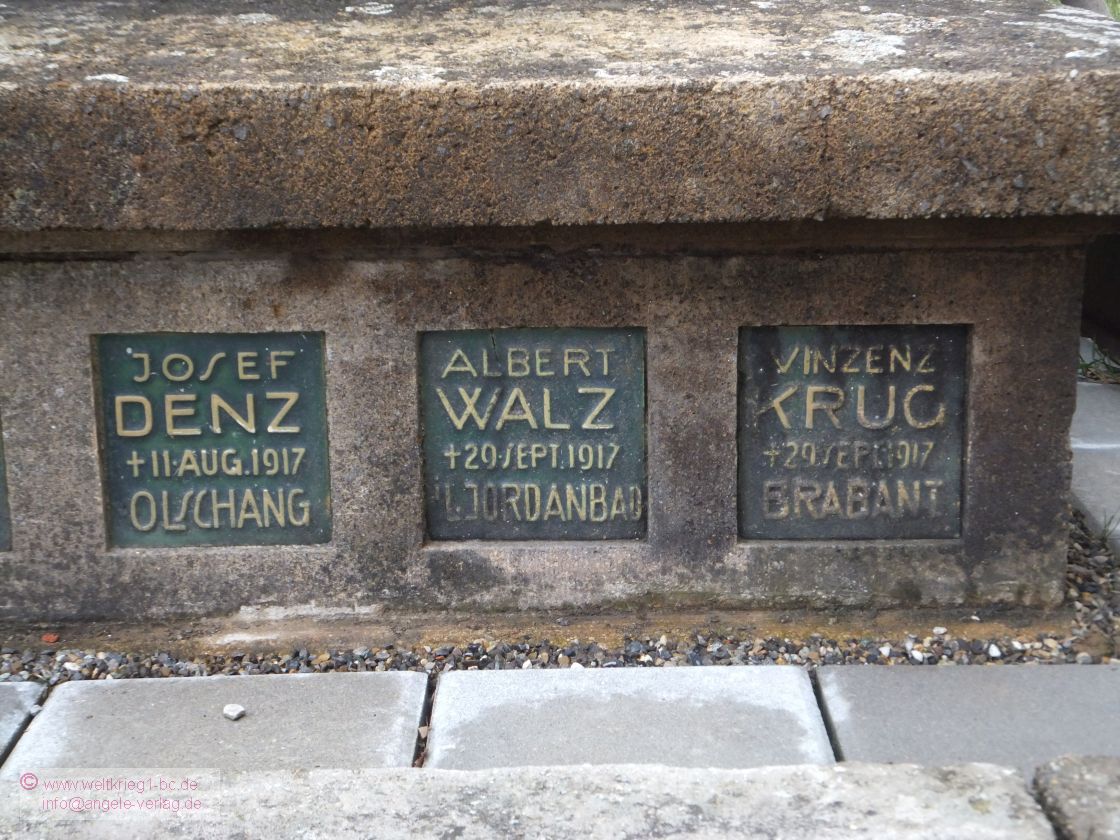 JOSEF
DENZ
+ 11. AUG. 1917
OLSCHANG
ALBERT
WALZ
+ 29 SEPT. 1917
JORDANBAD
VINZENZ
KRUG
+ 29 SEPT. 1917
BRABANT
© www.weltkrieg1-bc.de
info@angele-verlag.de